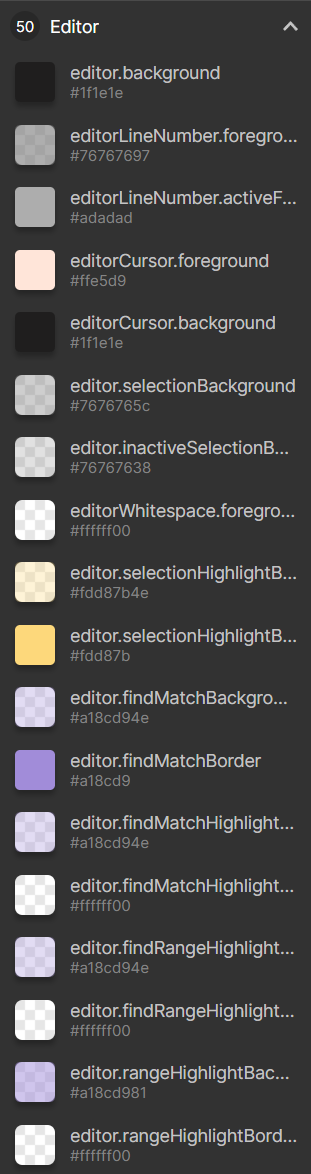 50 Editor
editor.background
#1f1e1e
editorLineNumber.foregro...
#76767697
editorLineNumber.activeF...
#adadad
editorCursor.foreground
#ffe5d9
editorCursor.background
#1f1e1e
editor.selectionBackground
#7676765c
editor.inactiveSelectionB...
#76767638
editorWhitespace.foregro...
#ffffff00
editor.selectionHighlightB...
#fdd87b4e
editor.selectionHighlightB...
#fdd87b
editor.findMatchBackgro...
#a18cd94e
editor.findMatchBorder
#a18cd9
editor.findMatchHighlight...
#a18cd94e
editor.findMatchHighlight...
#ffffff00
editor.findRangeHighlight...
#a18cd94e
editor.findRangeHighlight...
#ffffff00
editor.rangeHighlightBac...
#a18cd981
editor.rangeHighlightBord...
#ffffff00